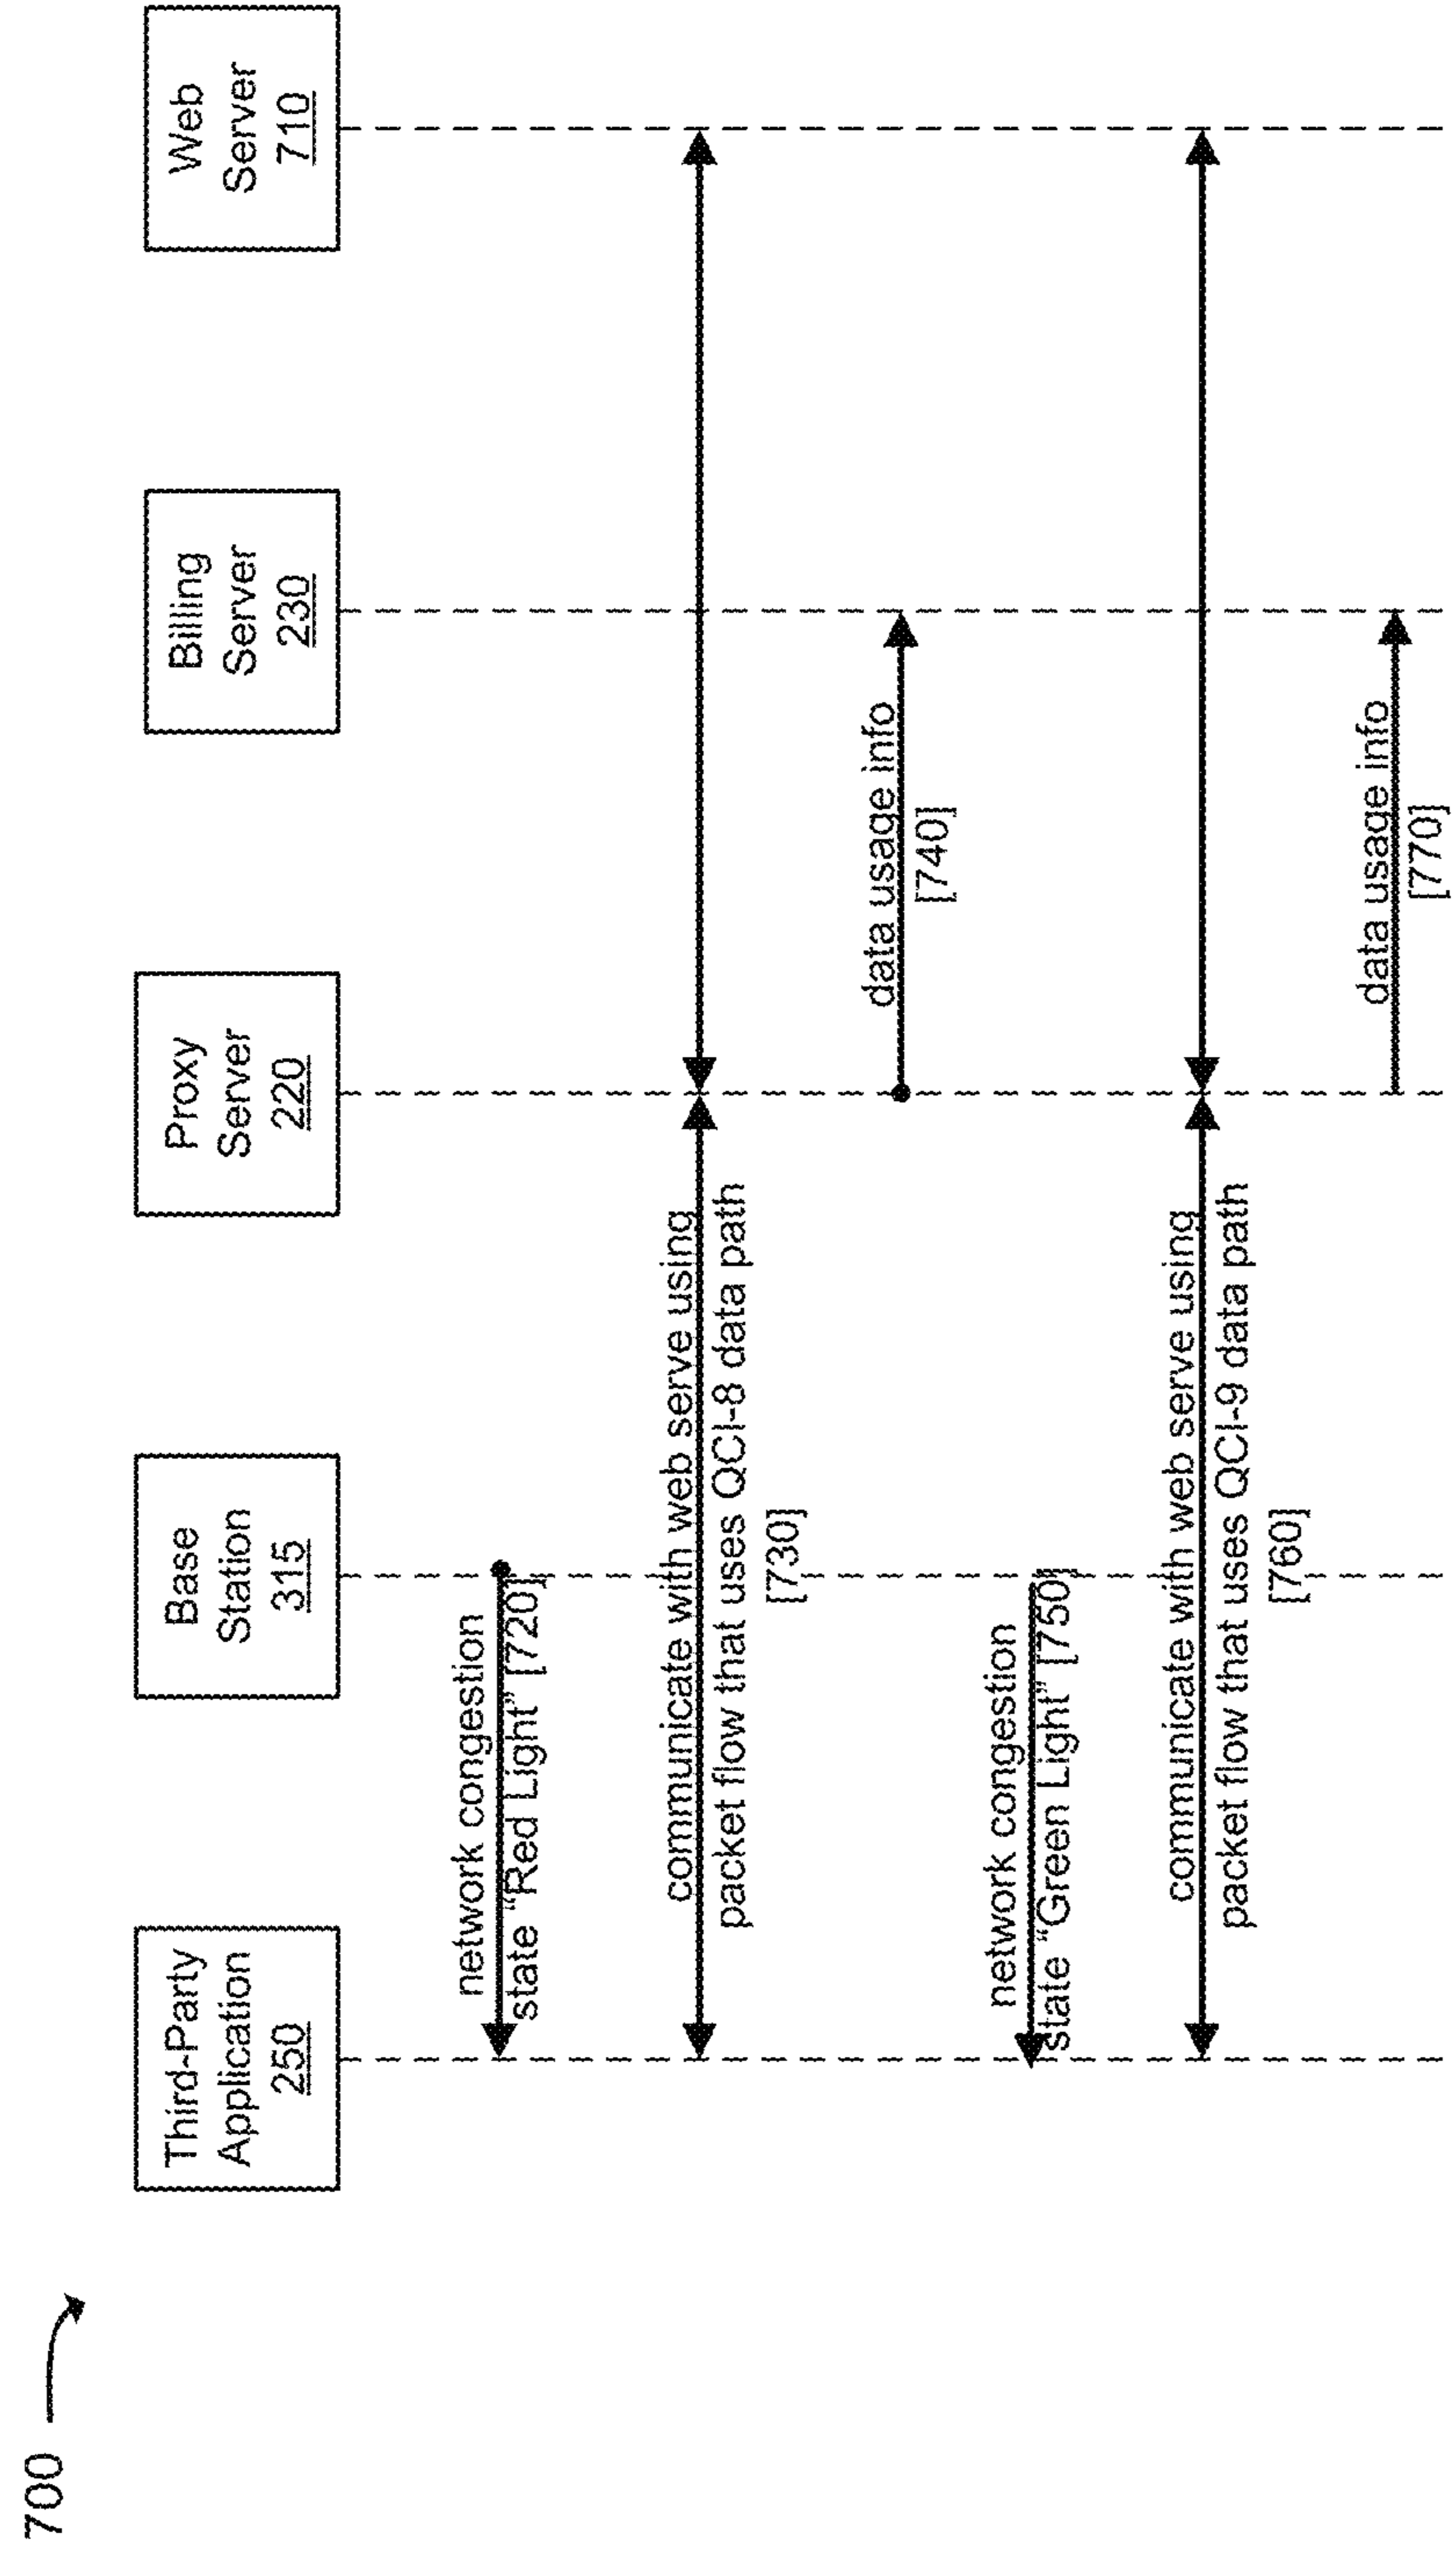 700
Third-Party
Application
250
Base
Station
315
Proxy
Server
220
Billing
Server
230
Web
Server
710
network congestion
state “Red Light” [720]
communicate with web serve using
packet flow that uses QCI-8 data path
[730]
data usage info
[740]
network congestion
state “Green Light” [750]
communicate with web serve using
packet flow that uses QCI-9 data path
[760]
data usage info
[770]